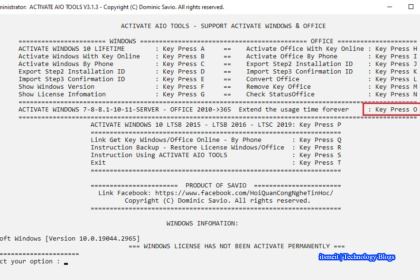 ministrator: ACTIVATE AIO TOOLS V3.1.3 - Copyright (C) Dominic Savio.
ACTIVATE AIO TOOLS - SUPPORT ACTIVATE WINDOWS & OFFICE
WINDOWS OFFICE
ACTIVATE WINDOWS 10 LIFETIME : Key Press A == Activate Office With Key Online : Key Press H
Activate Windows With Key Online : Key Press B == Activate Office By Phone : Key Press I
Activate Windows By Phone : Key Press C == Export Step2 Installation ID : Key Press J
Export Step2 Installation ID : Key Press D == Import Step3 Confirmation ID : Key Press K
Import Step3 Confirmation ID : Key Press E == Convert Office : Key Press L
Show Windows Version : Key Press F == Remove Key Office : Key Press M
Show License Infomation : Key Press G == Check StatusOffice : Key Press N
ACTIVATE WINDOWS 7-8-8.1-10-11-SERVER - OFFICE 2010->365 Extend the usage time forever : Key Press O
ACTIVATE WINDOWS 10 LTSB 2015 - LTSB 2016 - LTSC 2019: Key Press P
Link Get Key Windows/Office Online - By Phone : Key Press Q
Instruction Backup - Restore License Windows/Office : Key Press R
Instruction Using ACTIVATE AIO TOOLS : Key Press S
Exit : Key Press T
PRODUCT OF SAVIO
Link Facebook: https://www.facebook.com/HoiQuanCongNgheTinHoc/
Copyright (C) Dominic Savio
WINDOWS INFOMATION:
oft Windows [Version 10.0.19044.2965]
=== WINDOWS LICENSE HAS NOT BEEN ACTIVATE PERMANENTLY ===
ect your option :
Technology Blogs